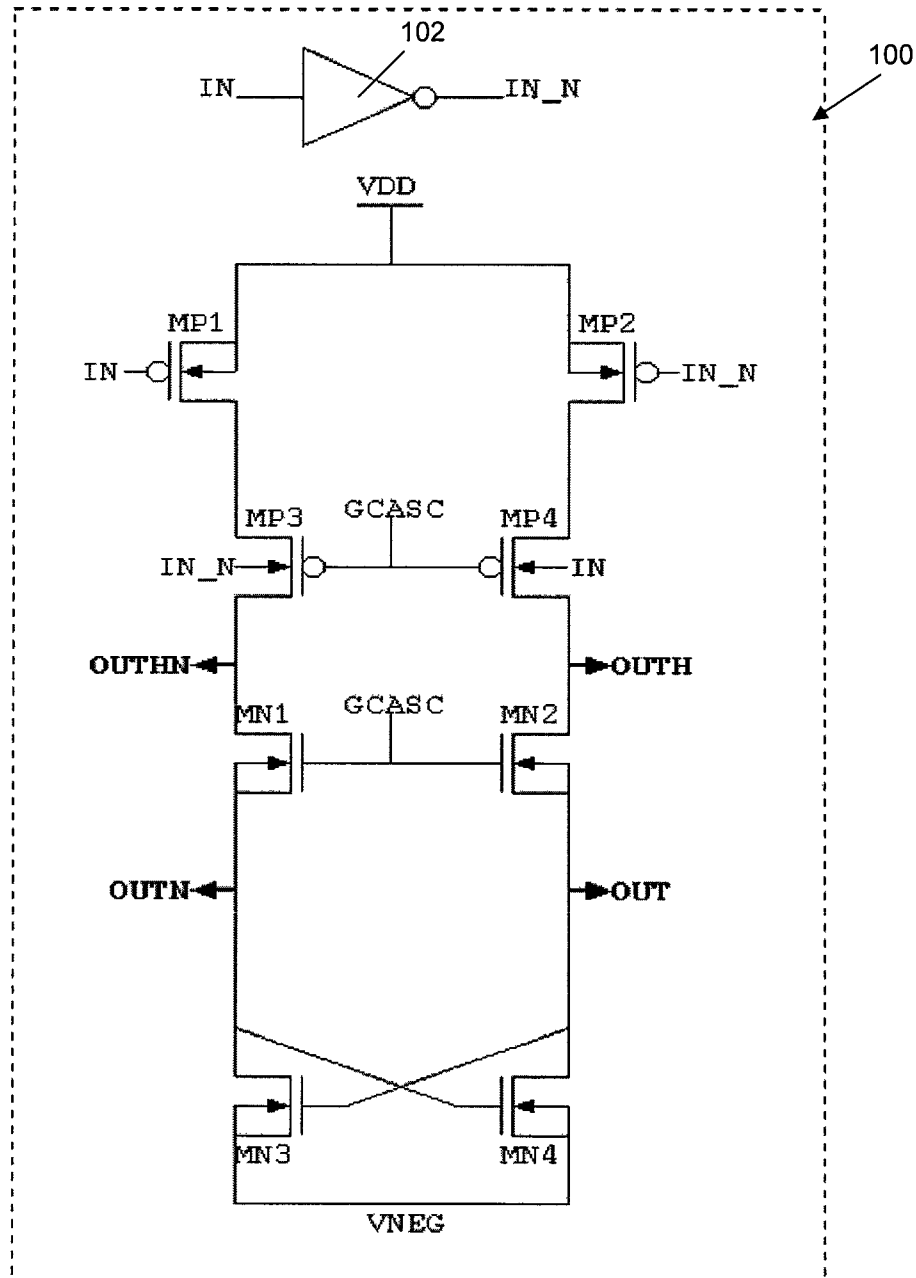 102
100
IN
IN_N
VDD
MP1
MP2
IN
IN_N
GCASC
MP3
MP4
IN_N
IN
OUTHN
OUTH
GCASC
MN1
MN2
OUTN
OUT
MN3
MN4
VNEG